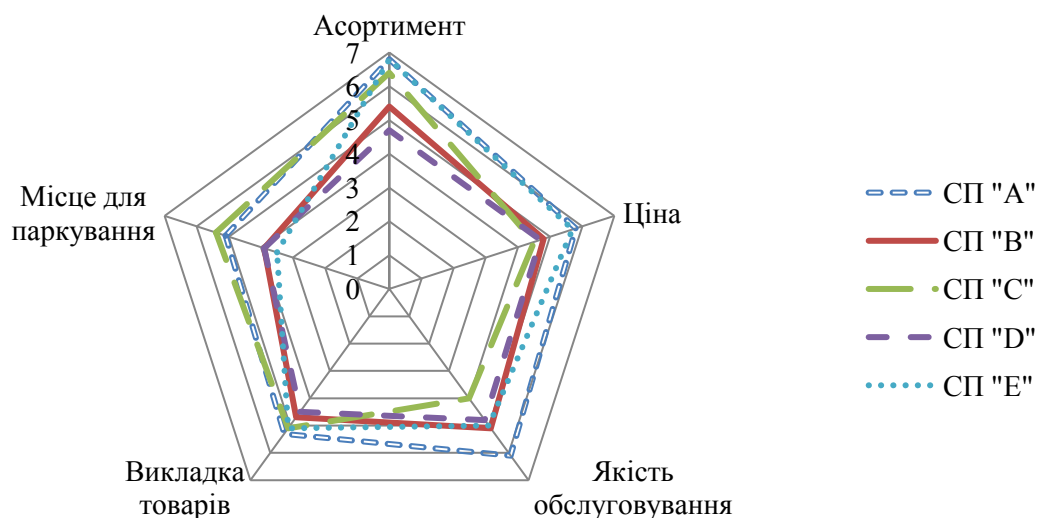 Асортимент
7
6
5
4
3
2
1
0
Ціна
Якість
обслуговування
Викладка
товарів
Місце для
паркування
СП "A"
СП "B"
СП "C"
СП "D"
СП "E"